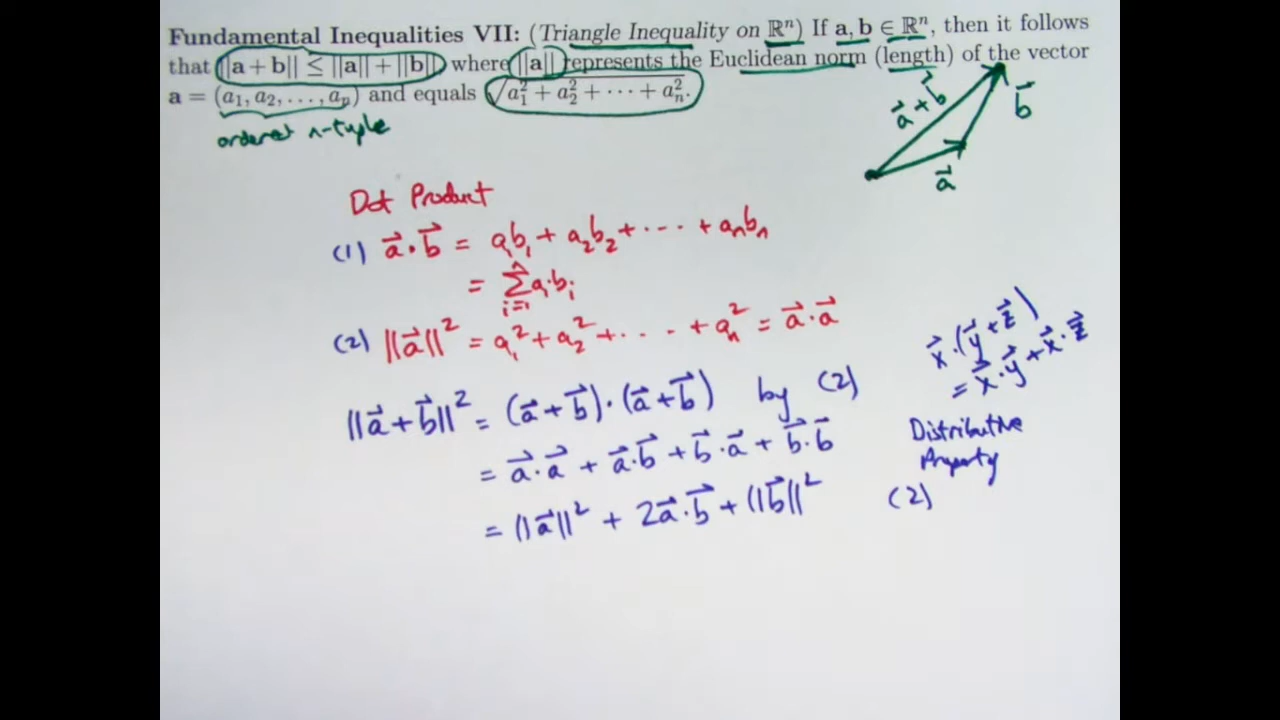 Fundamental Inequalities VII: (Triangle Inequality on ℝⁿ) If a, b ∈ ℝⁿ, then it follows
that ||a + b|| ≤ ||a|| + ||b|| where ||a|| represents the Euclidean norm (length) of the vector
a = (a₁, a₂, . . . , aₙ) and equals √(a₁² + a₂² + · · · + aₙ²).
ordered n-tuple
a⃗ + b⃗
b⃗
a⃗
Dot Product
(1) a⃗ · b⃗ = a₁b₁ + a₂b₂ + · · · · + aₙbₙ
= ∑ᵢ₌₁ⁿ aᵢbᵢ
(2) ||a⃗||² = a₁² + a₂² + · · · · + aₙ² = a⃗ · a⃗
x⃗ · (y⃗ + z⃗)
= x⃗ · y⃗ + x⃗ · z⃗
||a⃗ + b⃗||² = (a⃗ + b⃗) · (a⃗ + b⃗) by (2)
= a⃗ · a⃗ + a⃗ · b⃗ + b⃗ · a⃗ + b⃗ · b⃗
Distributive
Property
= ||a⃗||² + 2a⃗ · b⃗ + ||b⃗||² (2)